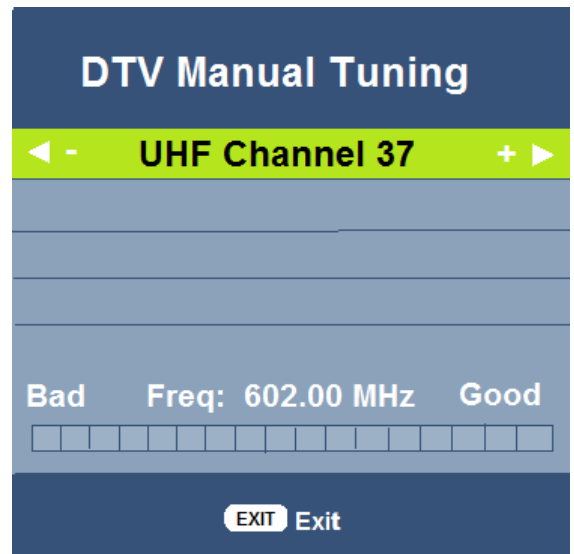 DTV Manual Tuning
◄ - UHF Channel 37 + ►
Bad Freq: 602.00 MHz Good
EXIT Exit